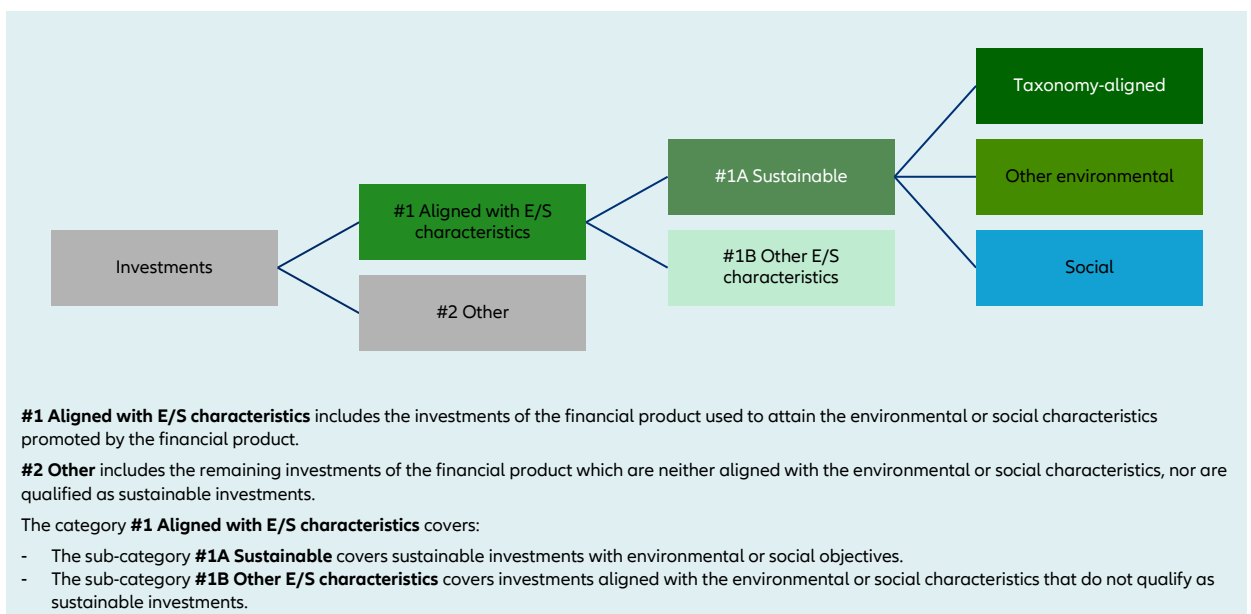 Taxonomy-aligned
#1A Sustainable
Other environmental
#1 Aligned with E/S
characteristics
Investments
#1B Other E/S
characteristics
Social
#2 Other
#1 Aligned with E/S characteristics includes the investments of the financial product used to attain the environmental or social characteristics
promoted by the financial product.
#2 Other includes the remaining investments of the financial product which are neither aligned with the environmental or social characteristics, nor are
qualified as sustainable investments.
The category #1 Aligned with E/S characteristics covers:
- The sub-category #1A Sustainable covers sustainable investments with environmental or social objectives.
- The sub-category #1B Other E/S characteristics covers investments aligned with the environmental or social characteristics that do not qualify as
sustainable investments.